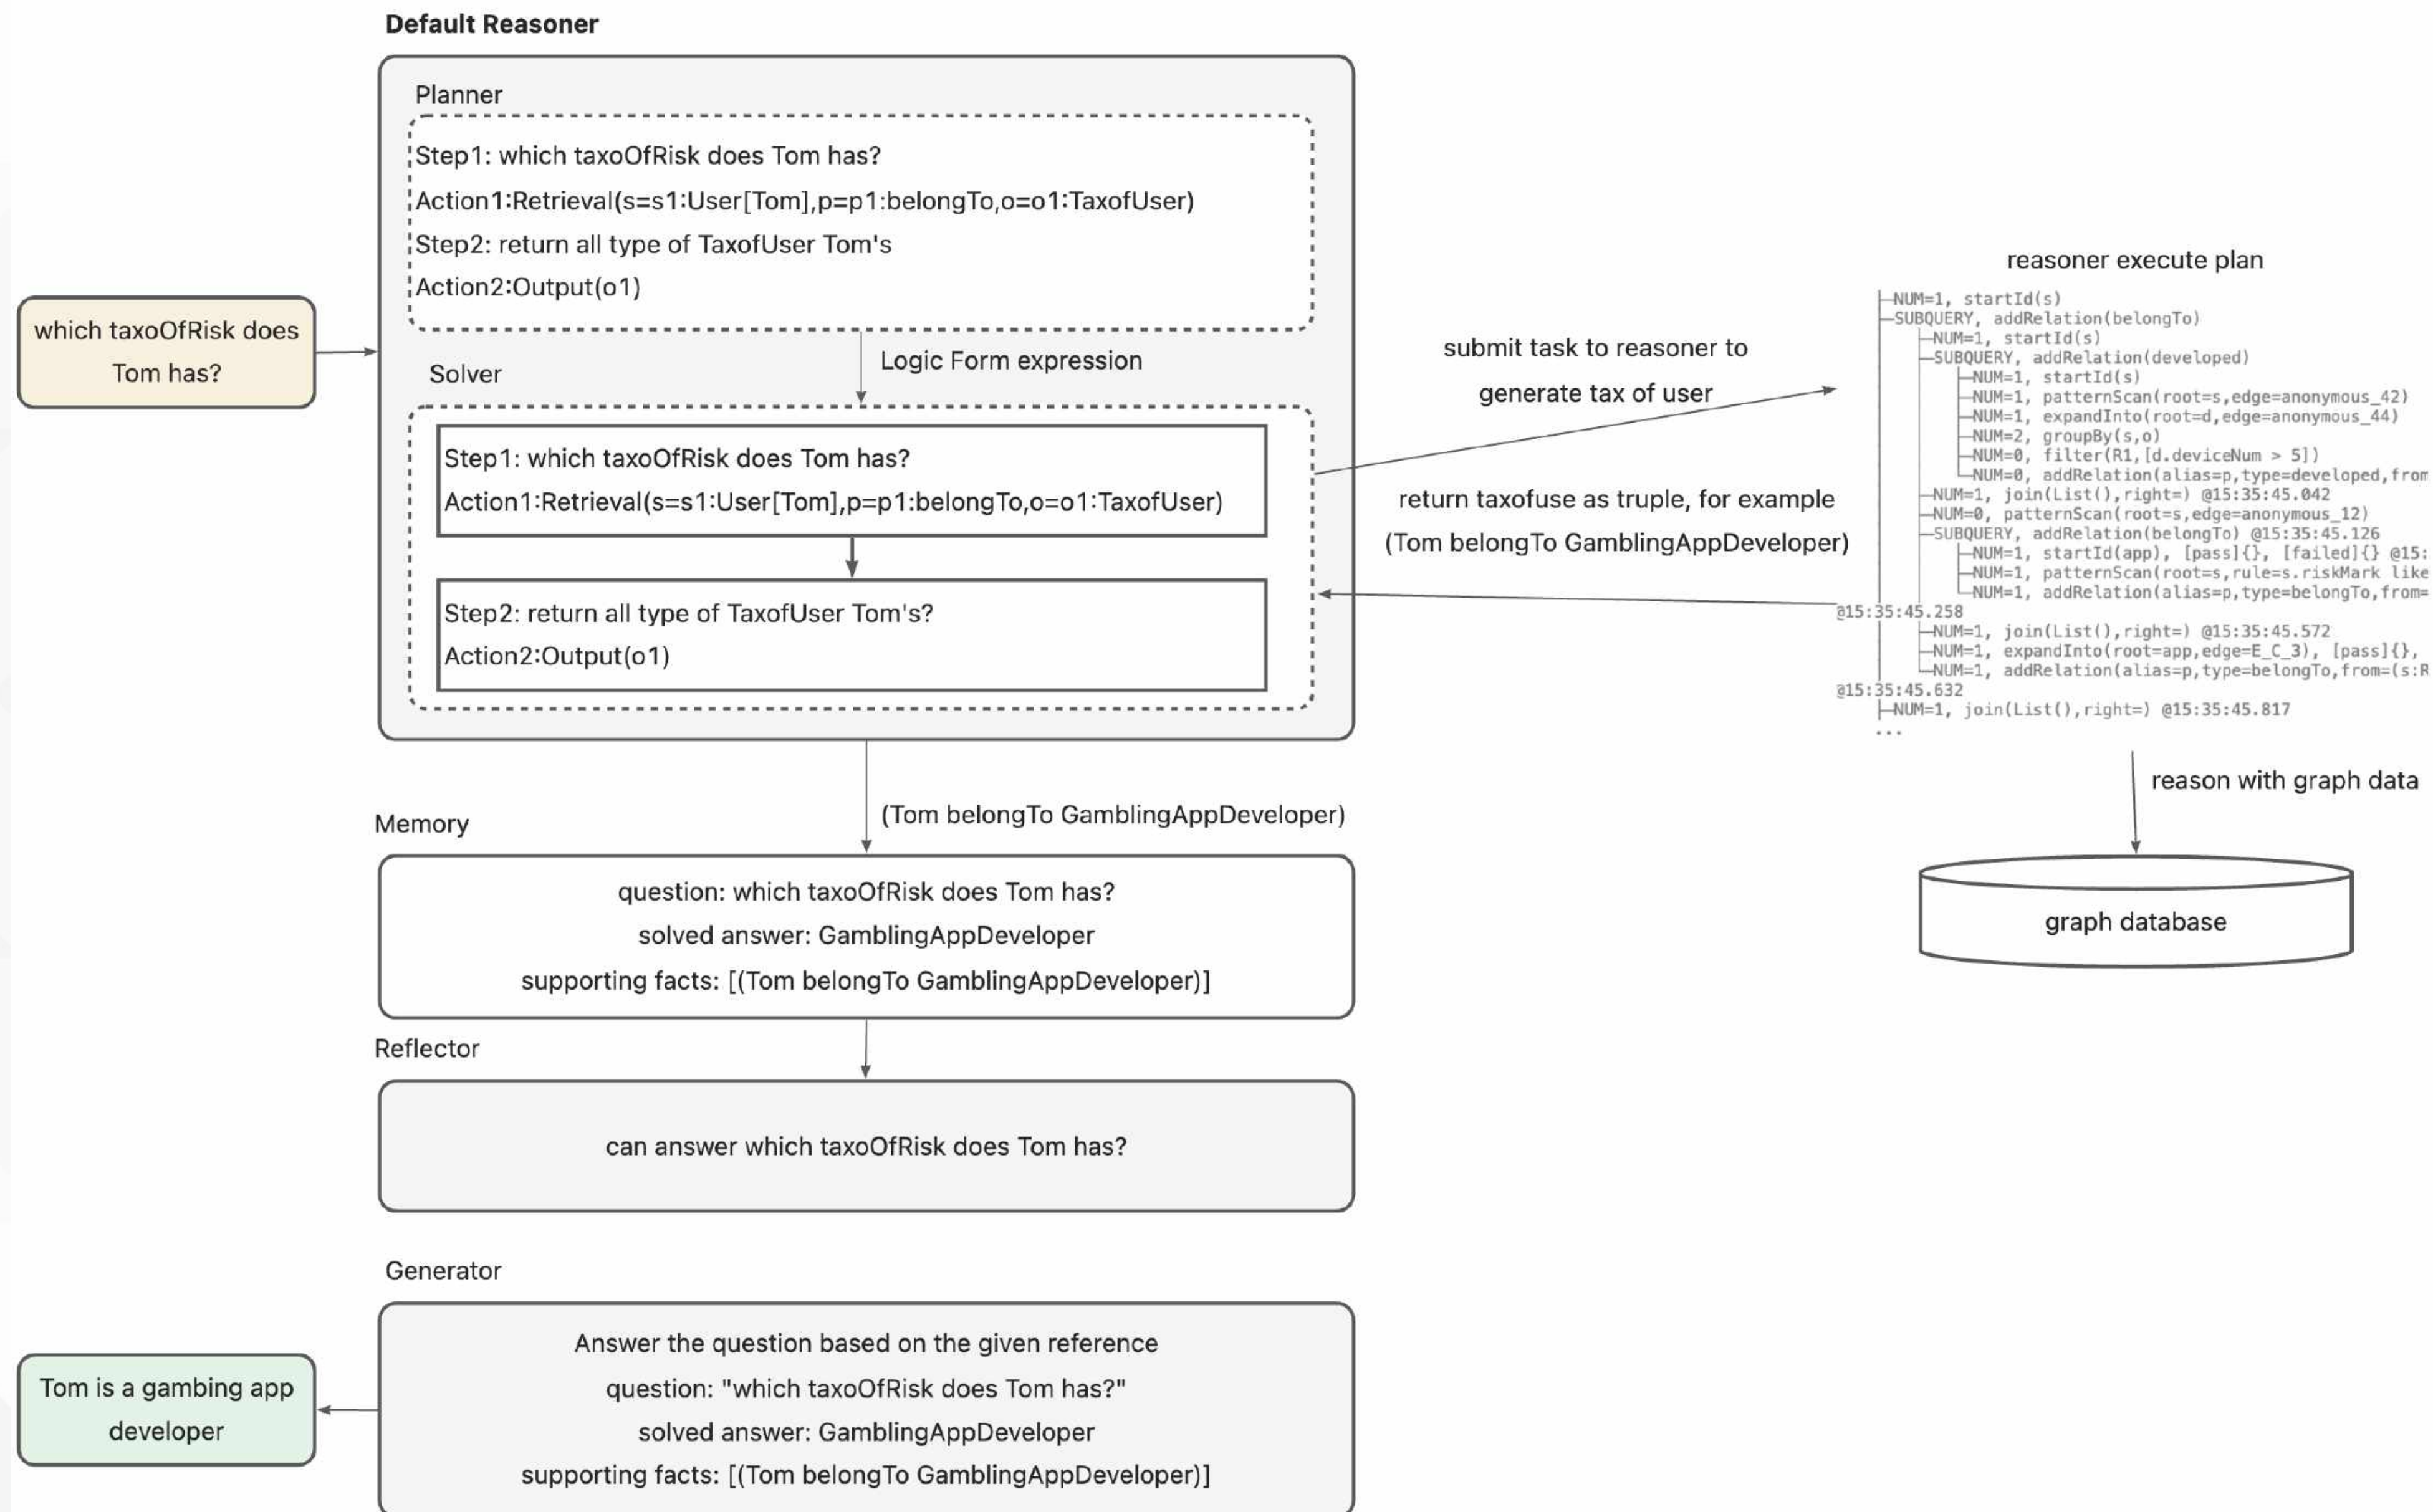 Default Reasoner
Planner
Step1: which taxoOfRisk does Tom has?
Action1:Retrieval(s=s1:User[Tom],p=p1:belongTo,o=o1:TaxofUser)
Step2: return all type of TaxofUser Tom's
Action2:Output(o1)
which taxoOfRisk does
Tom has?
Logic Form expression
Solver
Step1: which taxoOfRisk does Tom has?
Action1:Retrieval(s=s1:User[Tom],p=p1:belongTo,o=o1:TaxofUser)
Step2: return all type of TaxofUser Tom's?
Action2:Output(o1)
submit task to reasoner to
generate tax of user
return taxofuse as truple, for example
(Tom belongTo GamblingAppDeveloper)
reasoner execute plan
NUM=1, startId(s)
SUBQUERY, addRelation(belongTo)
NUM=1, startId(s)
SUBQUERY, addRelation(developed)
NUM=1, startId(s)
NUM=1, patternScan(root=s,edge=anonymous_42)
NUM=1, expandInto(root=d,edge=anonymous_44)
NUM=2, groupBy(s,o)
NUM=0, filter(R1,[d.deviceNum > 5])
NUM=0, addRelation(alias=p,type=developed,from
NUM=1, join(List(),right=) @15:35:45.042
NUM=0, patternScan(root=s,edge=anonymous_12)
SUBQUERY, addRelation(belongTo) @15:35:45.126
NUM=1, startId(app), [pass]{}, [failed]{} @15:
NUM=1, patternScan(root=s,rule=s.riskMark like
NUM=1, addRelation(alias=p,type=belongTo,from=
@15:35:45.258
NUM=1, join(List(),right=) @15:35:45.572
NUM=1, expandInto(root=app,edge=E_C_3), [pass]{},
NUM=1, addRelation(alias=p,type=belongTo,from=(s:R
@15:35:45.632
NUM=1, join(List(),right=) @15:35:45.817
...
reason with graph data
graph database
(Tom belongTo GamblingAppDeveloper)
Memory
question: which taxoOfRisk does Tom has?
solved answer: GamblingAppDeveloper
supporting facts: [(Tom belongTo GamblingAppDeveloper)]
Reflector
can answer which taxoOfRisk does Tom has?
Generator
Answer the question based on the given reference
question: "which taxoOfRisk does Tom has?"
solved answer: GamblingAppDeveloper
supporting facts: [(Tom belongTo GamblingAppDeveloper)]
Tom is a gambing app
developer